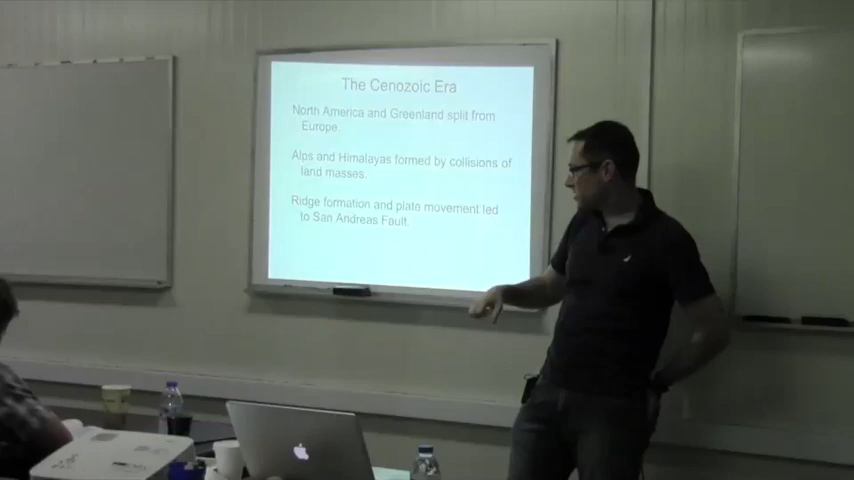 The Cenozoic Era
North America and Greenland split from
Europe.
Alps and Himalayas formed by collisions of
land masses.
Ridge formation and plate movement led
to San Andreas Fault.